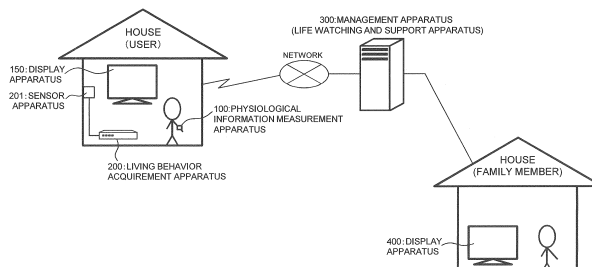 HOUSE
(USER)
300:MANAGEMENT APPARATUS
(LIFE WATCHING AND SUPPORT APPARATUS)
NETWORK
150:DISPLAY
APPARATUS
201:SENSOR
APPARATUS
100:PHYSIOLOGICAL
INFORMATION MEASUREMENT
APPARATUS
200:LIVING BEHAVIOR
ACQUIREMENT APPARATUS
HOUSE
(FAMILY MEMBER)
400:DISPLAY
APPARATUS